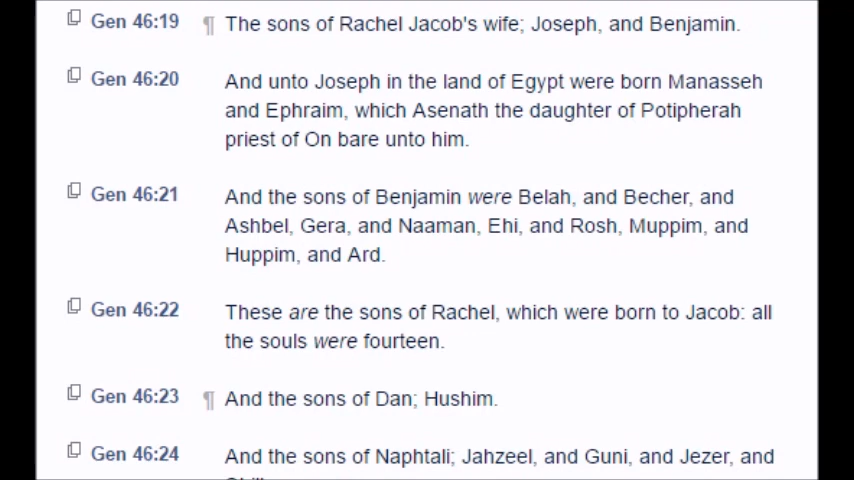 Gen 46:19 ¶ The sons of Rachel Jacob's wife; Joseph, and Benjamin.
Gen 46:20 And unto Joseph in the land of Egypt were born Manasseh
and Ephraim, which Asenath the daughter of Potipherah
priest of On bare unto him.
Gen 46:21 And the sons of Benjamin were Belah, and Becher, and
Ashbel, Gera, and Naaman, Ehi, and Rosh, Muppim, and
Huppim, and Ard.
Gen 46:22 These are the sons of Rachel, which were born to Jacob: all
the souls were fourteen.
Gen 46:23 ¶ And the sons of Dan; Hushim.
Gen 46:24 And the sons of Naphtali; Jahzeel, and Guni, and Jezer, and